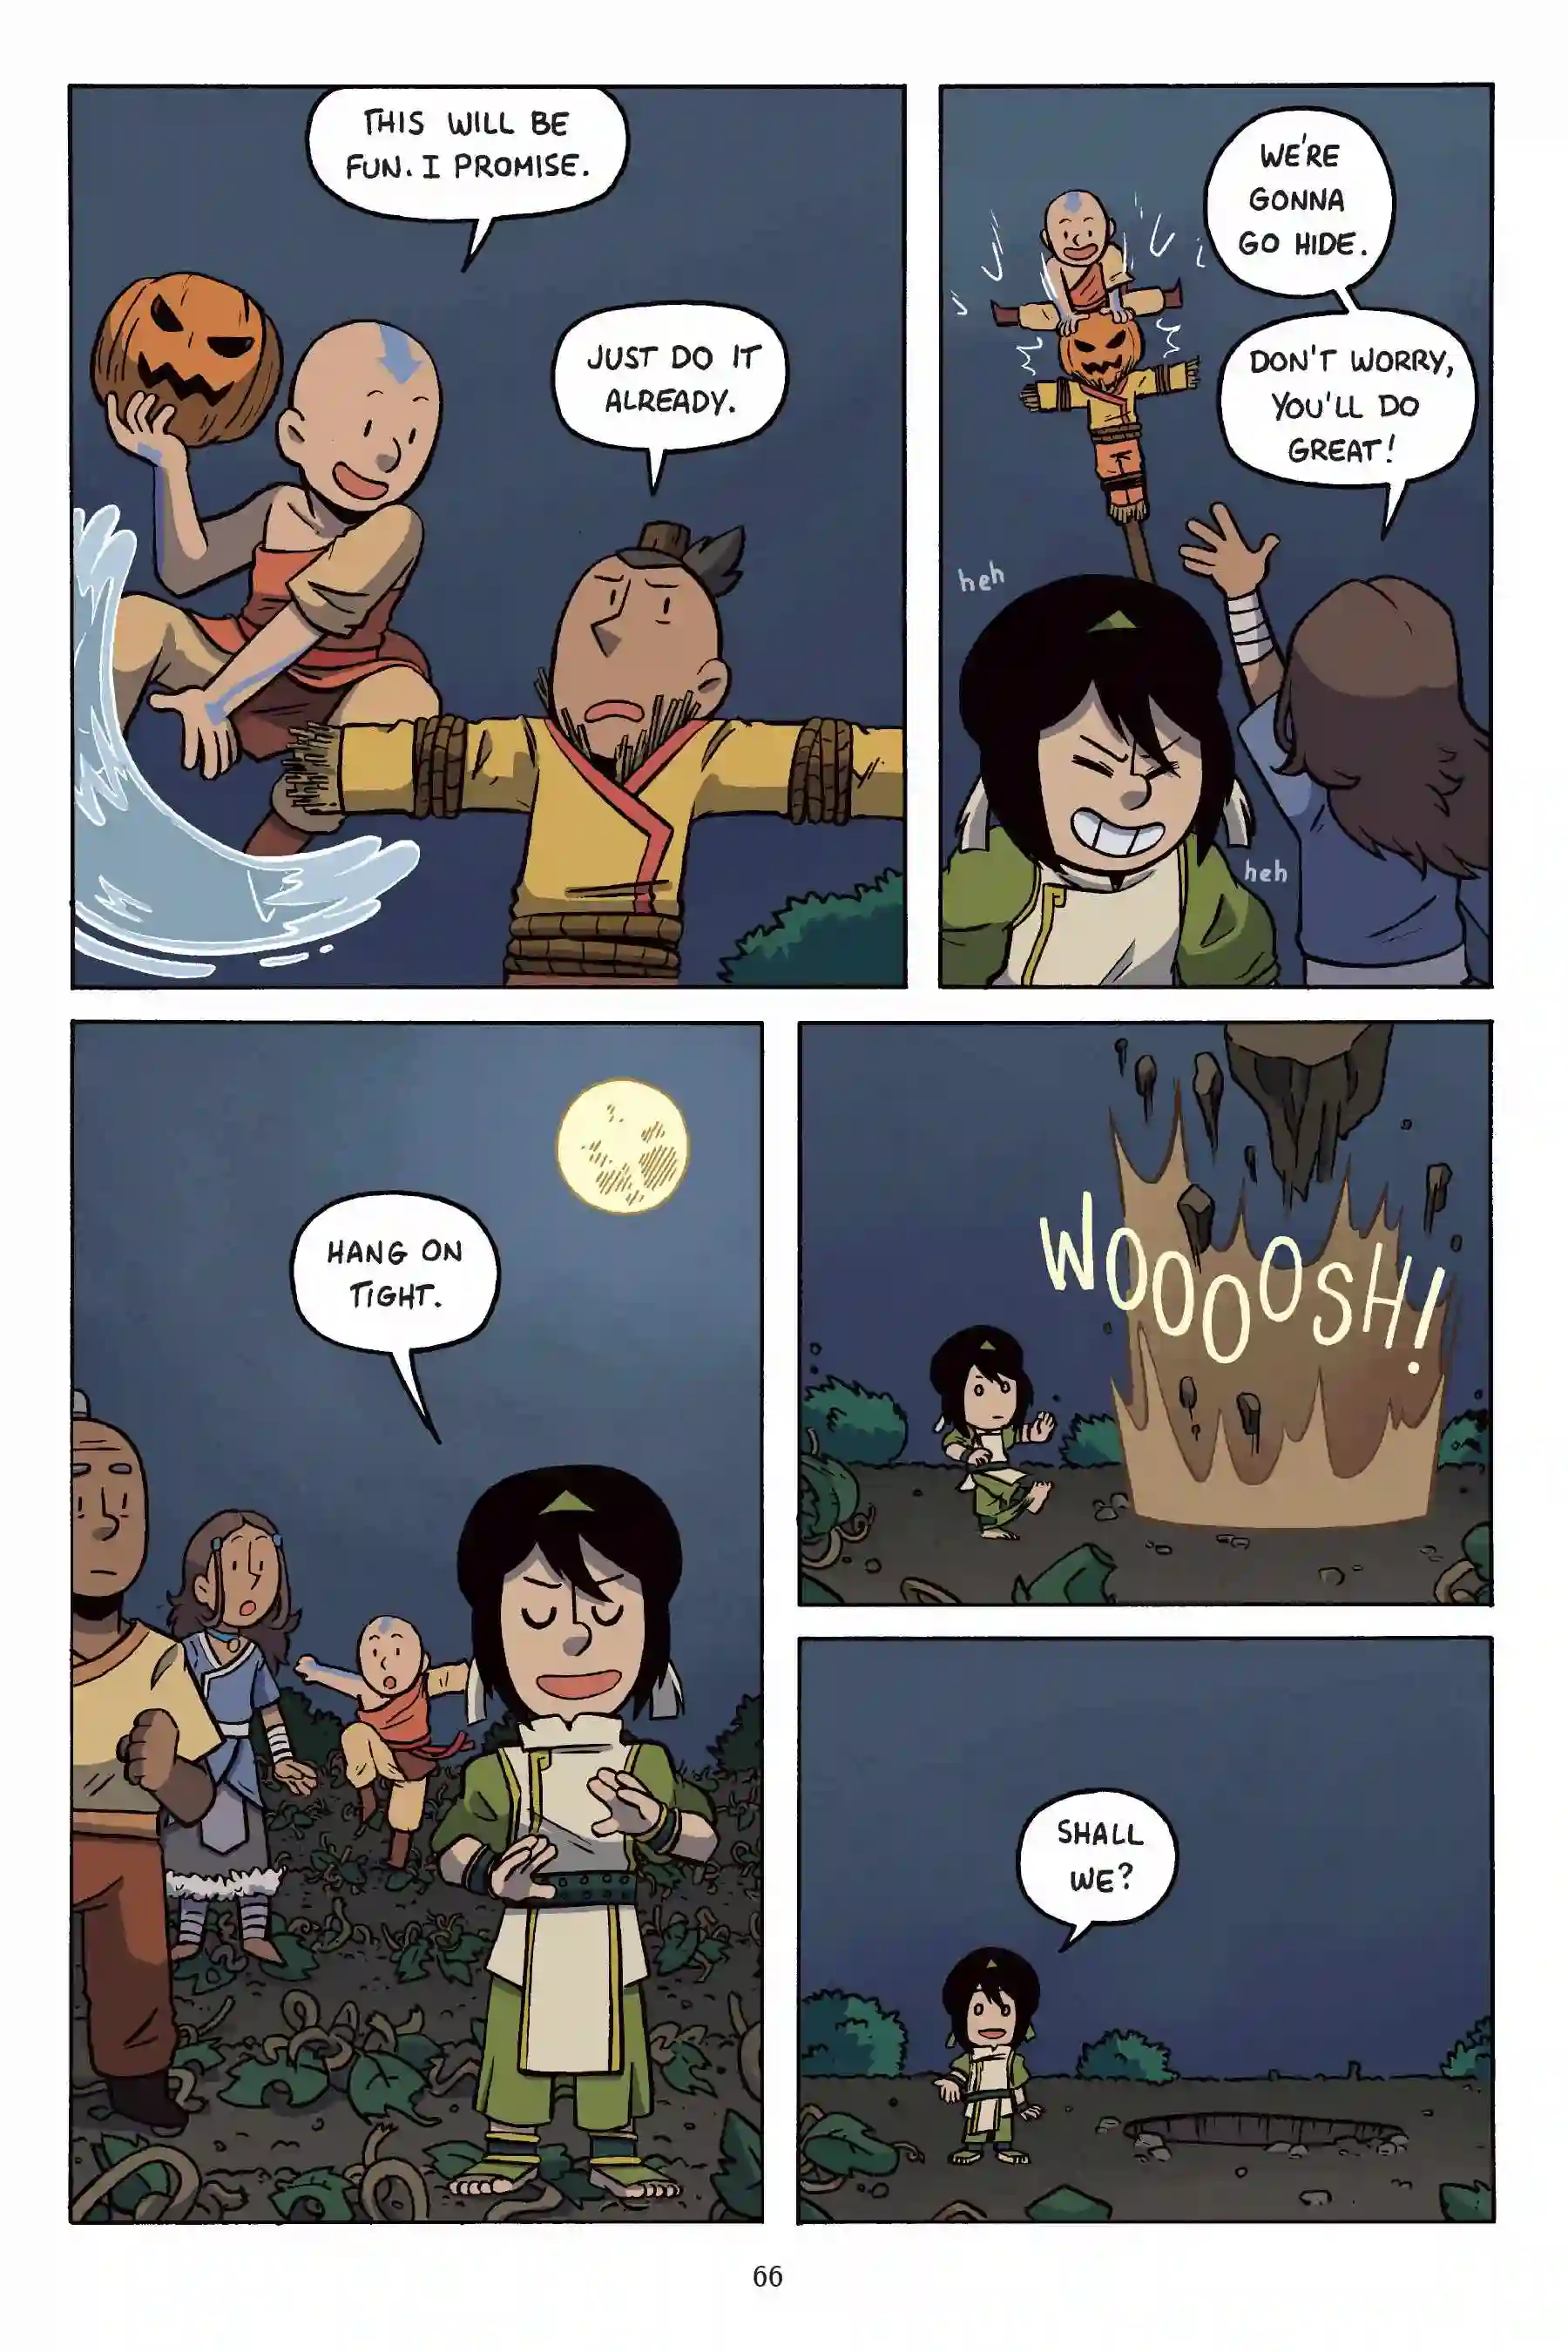 THIS WILL BE
FUN. I PROMISE.
JUST DO IT
ALREADY.
WE'RE
GONNA
GO HIDE.
DON'T WORRY,
YOU'LL DO
GREAT!
heh
heh
HANG ON
TIGHT.
WOOOOSH!
SHALL
WE?
66